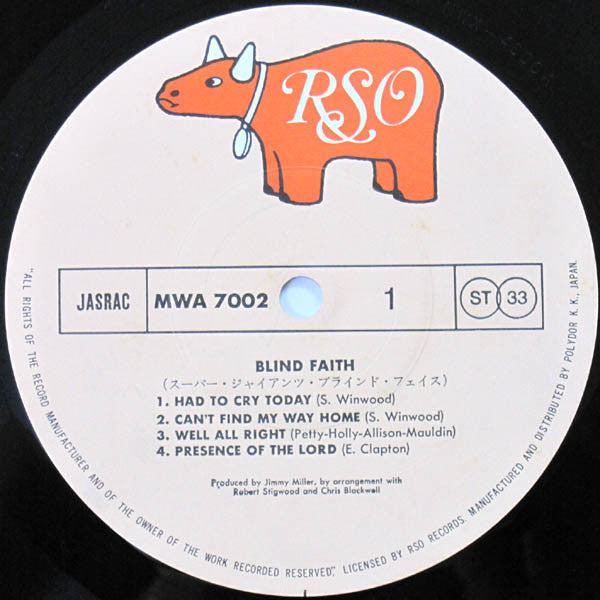 RSO
JASRAC MWA 7002 1 ST 33
BLIND FAITH
(スーパー・ジャイアンツ・ブラインド・フェイス)
1. HAD TO CRY TODAY (S. Winwood)
2. CAN'T FIND MY WAY HOME (S. Winwood)
3. WELL ALL RIGHT (Petty-Holly-Allison-Mauldin)
4. PRESENCE OF THE LORD (E. Clapton)
Produced by Jimmy Miller, by arrangement with
Robert Stigwood and Chris Blackwell
"ALL RIGHTS OF THE RECORD MANUFACTURER AND OF THE OWNER OF THE WORK RECORDED RESERVED", LICENSED BY RSO RECORDS. MANUFACTURED AND DISTRIBUTED BY POLYDOR K. K., JAPAN.